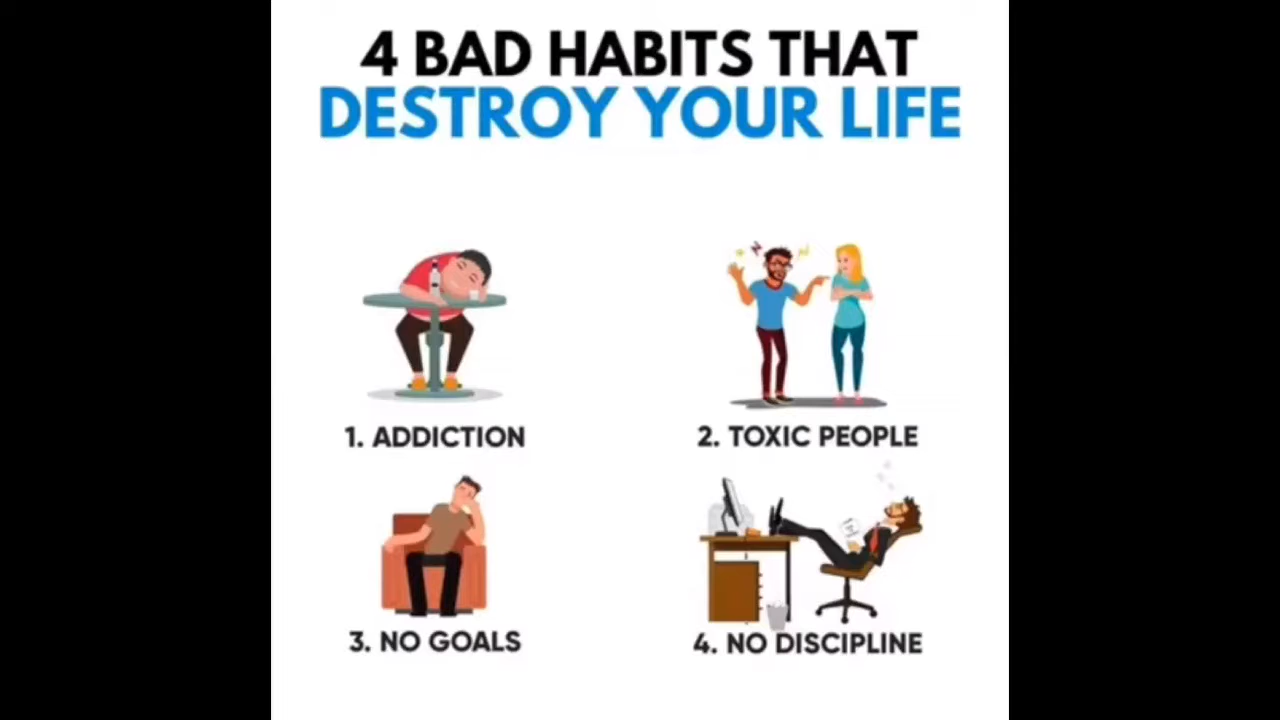 4 BAD HABITS THAT
DESTROY YOUR LIFE
1. ADDICTION
2. TOXIC PEOPLE
3. NO GOALS
4. NO DISCIPLINE